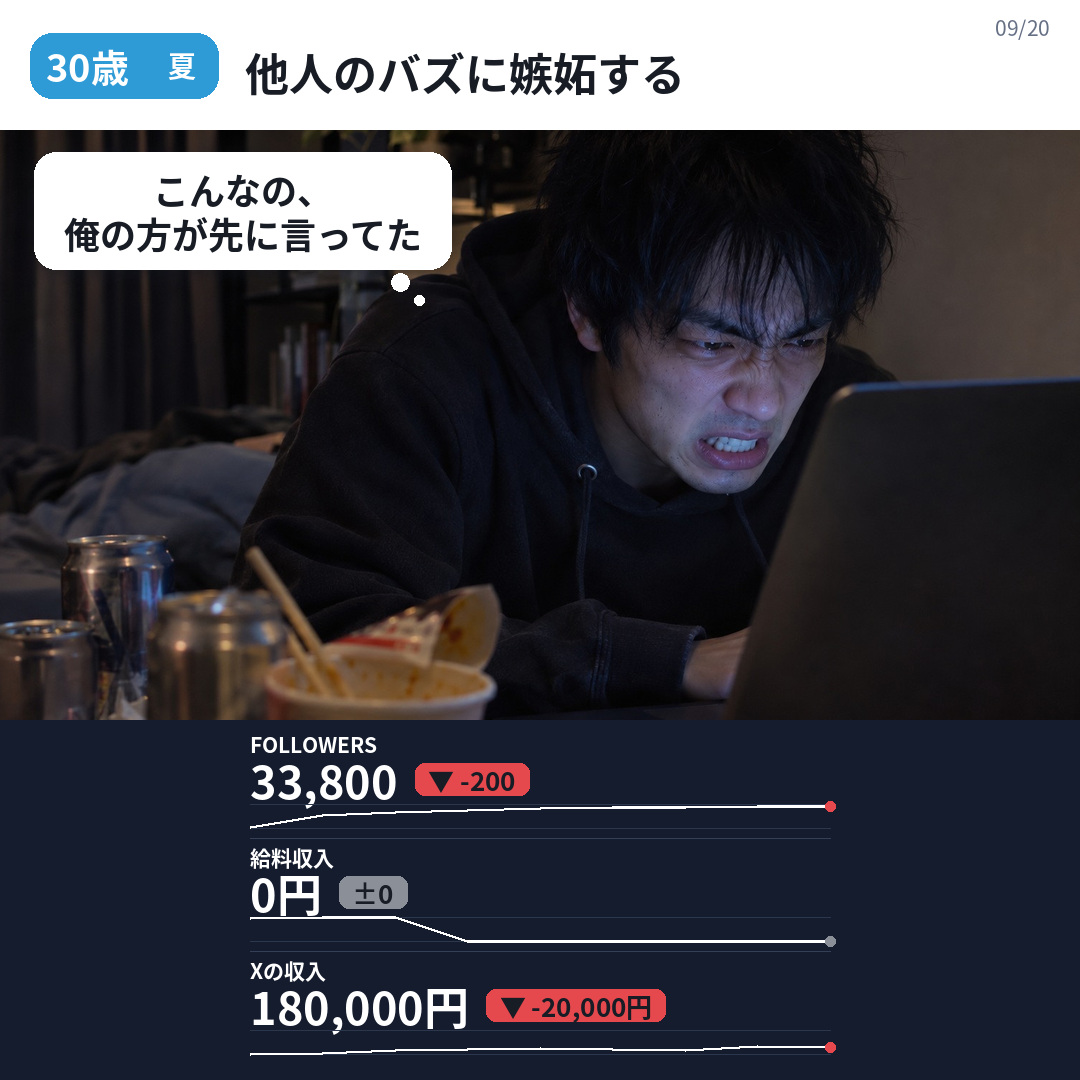 09/20
30歳 夏 他人のバズに嫉妬する
こんなの、
俺の方が先に言ってた
FOLLOWERS
33,800 ▼ -200
給料収入
0円 ±0
Xの収入
180,000円 ▼ -20,000円